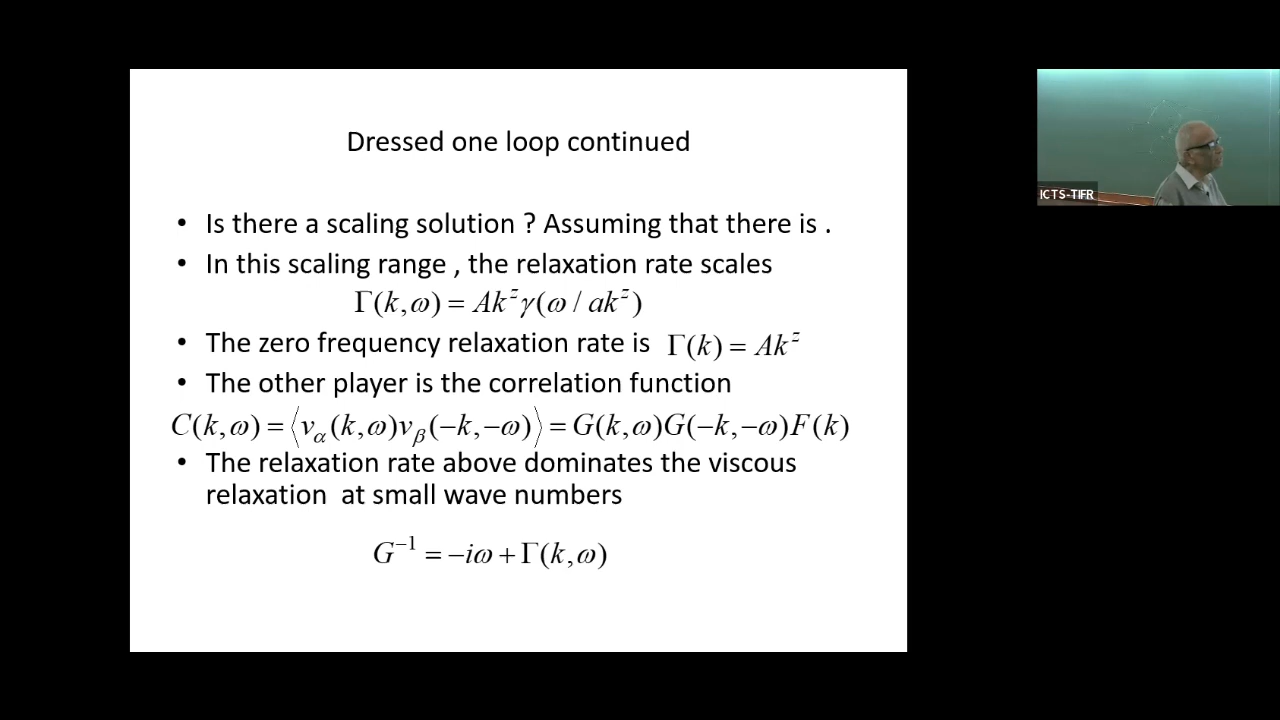 Dressed one loop continued
• Is there a scaling solution ? Assuming that there is .
• In this scaling range , the relaxation rate scales
Γ(k,ω) = Ak^z γ(ω / ak^z)
• The zero frequency relaxation rate is Γ(k) = Ak^z
• The other player is the correlation function
C(k,ω) = ⟨v_α(k,ω)v_β(−k,−ω)⟩ = G(k,ω)G(−k,−ω)F(k)
• The relaxation rate above dominates the viscous
relaxation at small wave numbers
G^{−1} = −iω + Γ(k,ω)
ICTS-TIFR